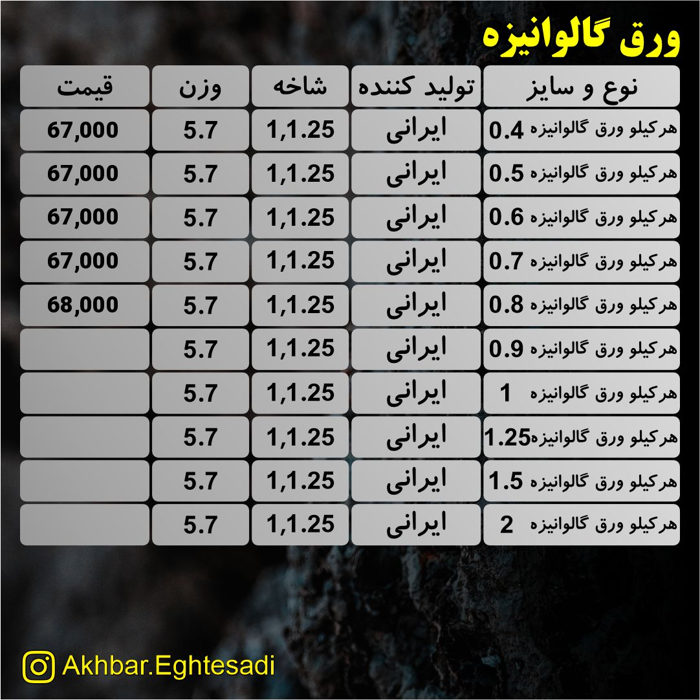 ورق گالوانیزه
نوع و سایز تولید کننده شاخه وزن قیمت
هرکیلو ورق گالوانیزه 0.4 ایرانی 1,1.25 5.7 67,000
هرکیلو ورق گالوانیزه 0.5 ایرانی 1,1.25 5.7 67,000
هرکیلو ورق گالوانیزه 0.6 ایرانی 1,1.25 5.7 67,000
هرکیلو ورق گالوانیزه 0.7 ایرانی 1,1.25 5.7 67,000
هرکیلو ورق گالوانیزه 0.8 ایرانی 1,1.25 5.7 68,000
هرکیلو ورق گالوانیزه 0.9 ایرانی 1,1.25 5.7
هرکیلو ورق گالوانیزه 1 ایرانی 1,1.25 5.7
هرکیلو ورق گالوانیزه 1.25 ایرانی 1,1.25 5.7
هرکیلو ورق گالوانیزه 1.5 ایرانی 1,1.25 5.7
هرکیلو ورق گالوانیزه 2 ایرانی 1,1.25 5.7
Akhbar.Eghtesadi